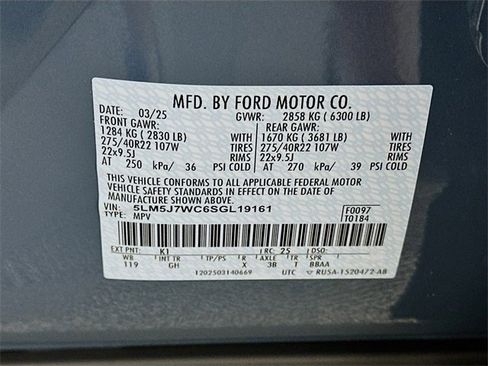 MFD. BY FORD MOTOR CO.
DATE: 03/25 GVWR: 2858 KG ( 6300 LB)
FRONT GAWR: REAR GAWR:
1284 KG ( 2830 LB) WITH 1670 KG ( 3681 LB) WITH
275/40R22 107W TIRES 275/40R22 107W TIRES
22x9.5J RIMS 22x9.5J RIMS
AT 250 kPa/ 36 PSI COLD AT 270 kPa/ 39 PSI COLD
THIS VEHICLE CONFORMS TO ALL APPLICABLE FEDERAL MOTOR
VEHICLE SAFETY STANDARDS IN EFFECT ON THE DATE OF
MANUFACTURE SHOWN ABOVE.
VIN: 5LM5J7WC6SGL19161 F0097
TYPE: MPV T0184
EXT PNT: K1 RC: 25 DSO:
WB INT TR TP/PS R AXLE TR SPR
119 GH X 3B T BBAA
1202503140669 UTC RU5A-1520472-AB